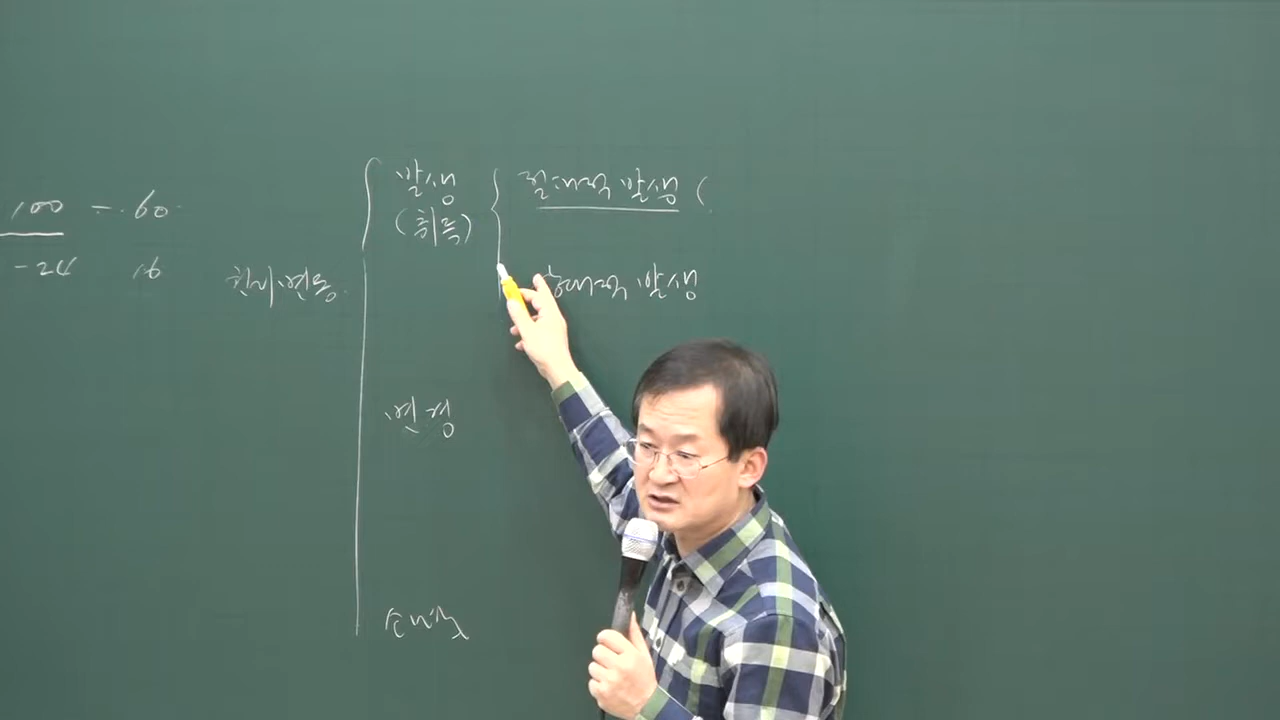 100 - 60
-24 16
권리변동
발생
(취득)
절대적 발생 (
상대적 발생
변경
소멸